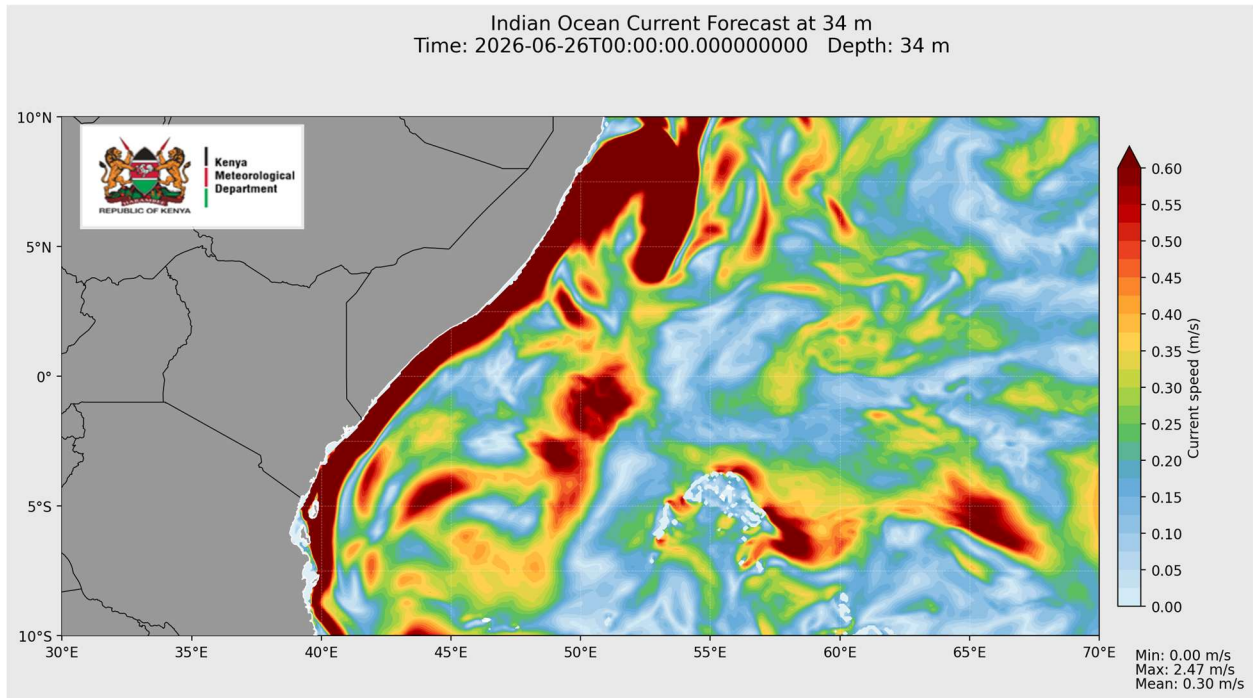 Indian Ocean Current Forecast at 34 m
Time: 2026-06-26T00:00:00.000000000   Depth: 34 m
Kenya
Meteorological
Department
REPUBLIC OF KENYA
10°N
5°N
0°
5°S
10°S
30°E
35°E
40°E
45°E
50°E
55°E
60°E
65°E
70°E
0.60
0.55
0.50
0.45
0.40
0.35
0.30
0.25
0.20
0.15
0.10
0.05
0.00
Current speed (m/s)
Min: 0.00 m/s
Max: 2.47 m/s
Mean: 0.30 m/s